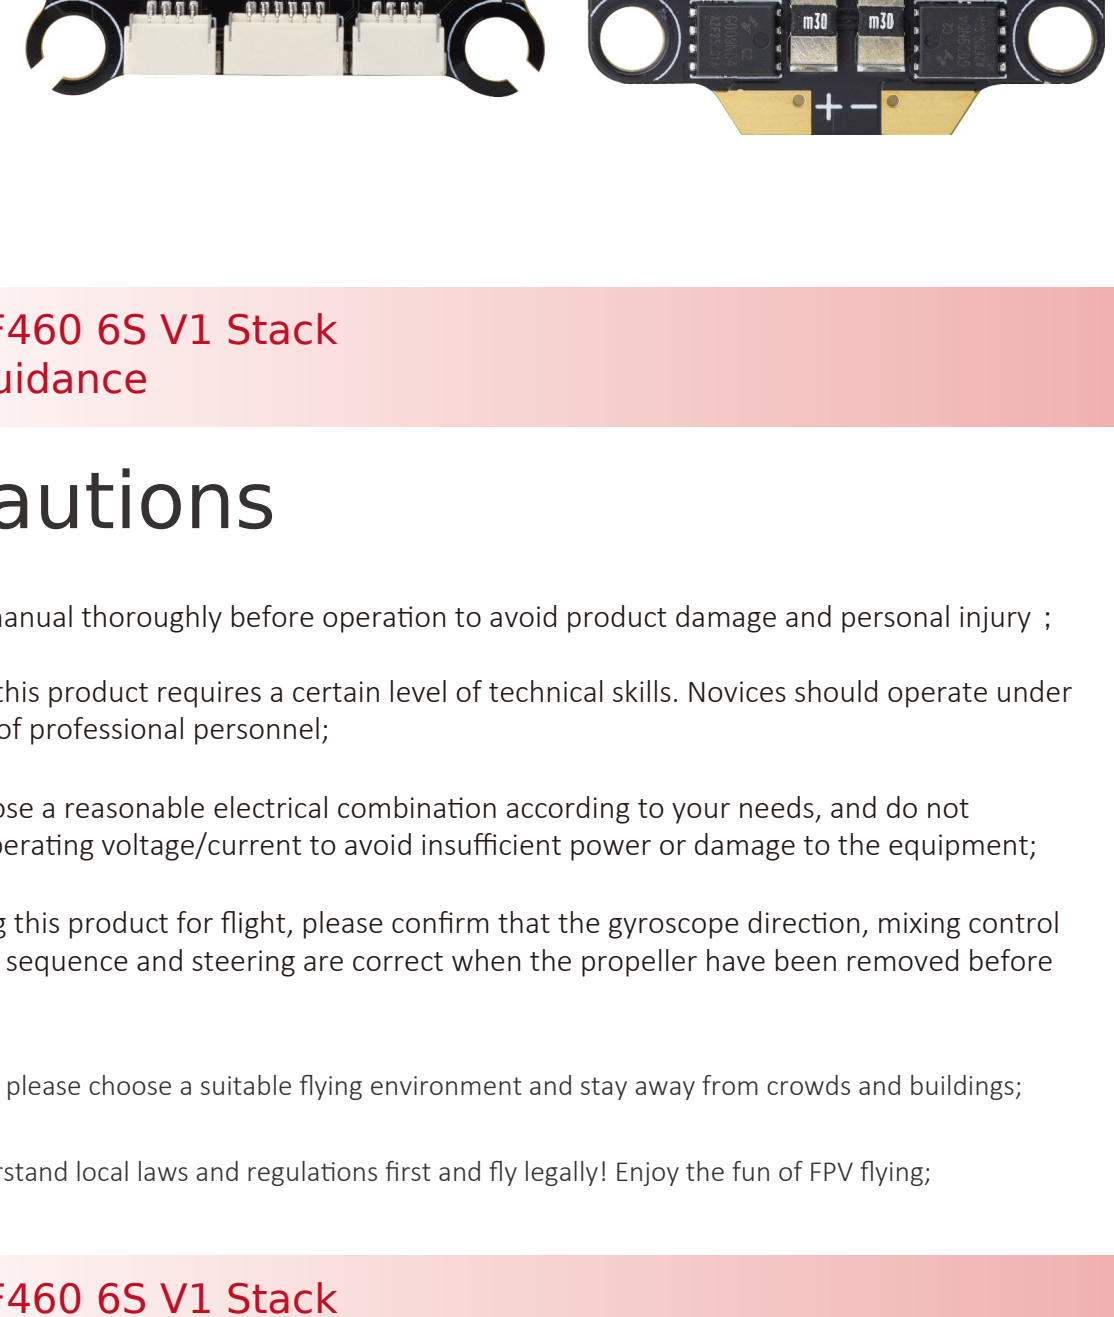 m30 m30
+ −
F460 6S V1 Stack
uidance
autions
manual thoroughly before operation to avoid product damage and personal injury ;
this product requires a certain level of technical skills. Novices should operate under
of professional personnel;
ose a reasonable electrical combination according to your needs, and do not
perating voltage/current to avoid insufficient power or damage to the equipment;
g this product for flight, please confirm that the gyroscope direction, mixing control
sequence and steering are correct when the propeller have been removed before
please choose a suitable flying environment and stay away from crowds and buildings;
rstand local laws and regulations first and fly legally! Enjoy the fun of FPV flying;
F460 6S V1 Stack